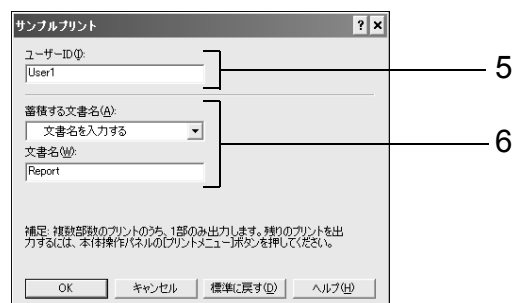 サンプルプリント
ユーザーID(I):
User1
5
蓄積する文書名(A):
文書名を入力する
6
文書名(W):
Report
補足: 複数部数のプリントのうち、1部のみ出力します。残りのプリントを出
力するには、本体操作パネルの[プリントメニュー]ボタンを押してください。
OK キャンセル 標準に戻す(D) ヘルプ(H)